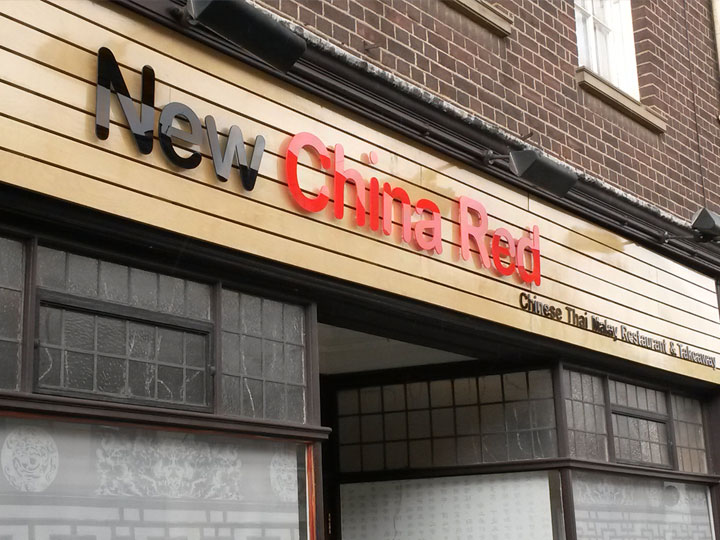 New China Red
Chinese Thai Malay Restaurant & Takeaway